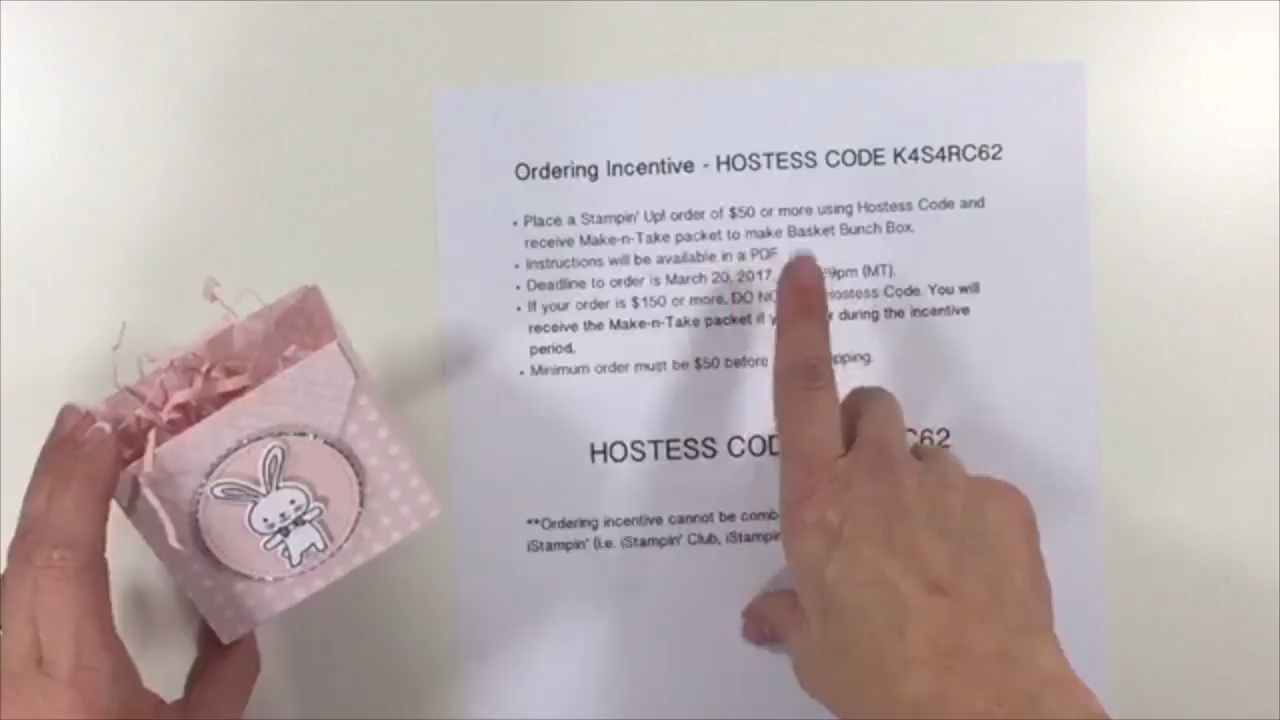 Ordering Incentive - HOSTESS CODE K4S4RC62
• Place a Stampin' Up! order of $50 or more using Hostess Code and
receive Make-n-Take packet to make Basket Bunch Box.
• Instructions will be available in a PDF
• Deadline to order is March 20, 2017 9pm (MT).
• If your order is $150 or more, DO Hostess Code. You will
receive the Make-n-Take packet if during the incentive
period.
• Minimum order must be $50 before
HOSTESS C62
**Ordering incentive cannot be
iStampin' (i.e. iStampin' Club,